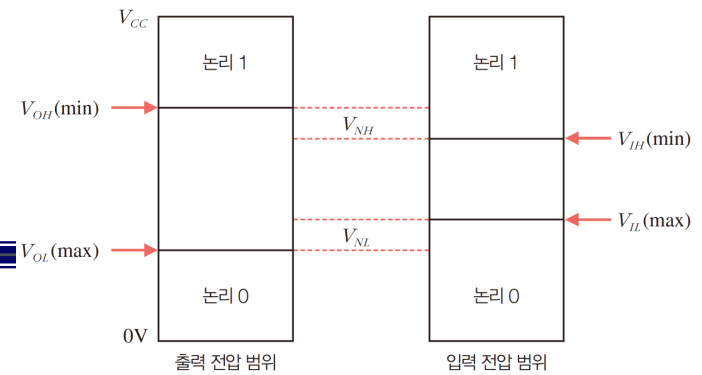 V_CC
논리 1
논리 1
V_OH(min)
V_NH
V_IH(min)
V_IL(max)
V_NL
V_OL(max)
논리 0
논리 0
0V
출력 전압 범위
입력 전압 범위